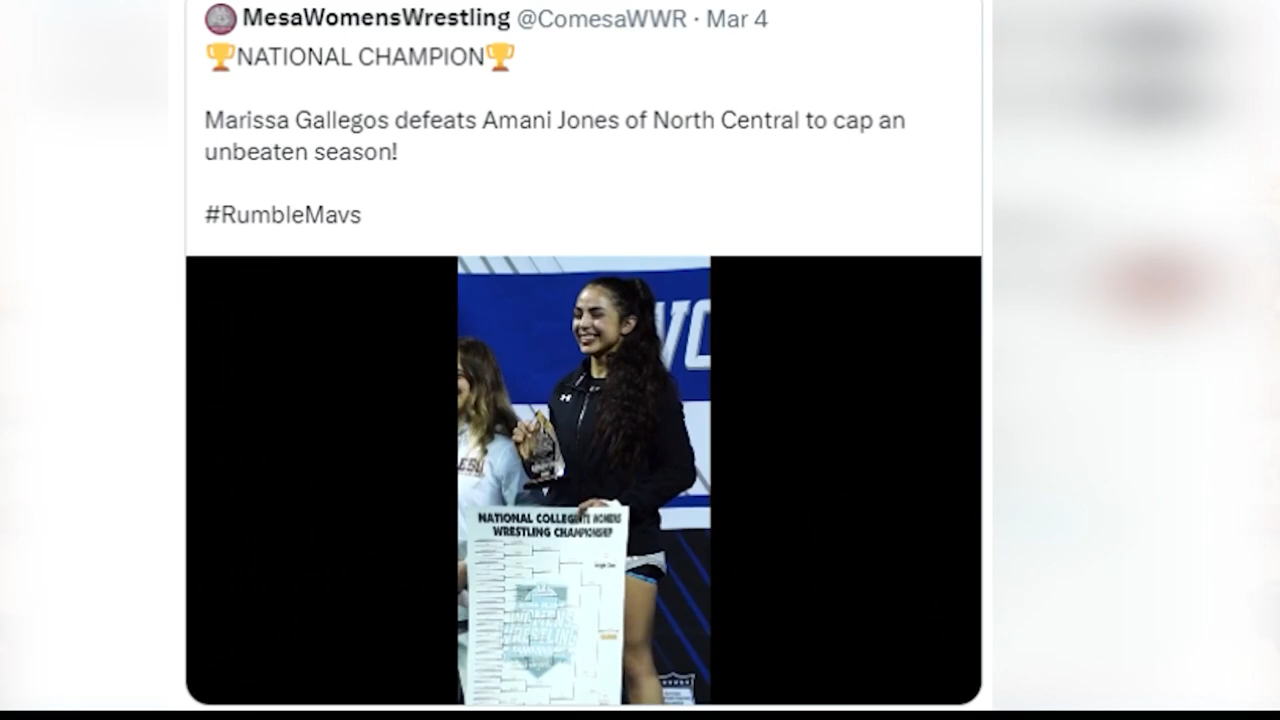 MesaWomensWrestling @ComesaWWR · Mar 4
🏆NATIONAL CHAMPION🏆
Marissa Gallegos defeats Amani Jones of North Central to cap an
unbeaten season!
#RumbleMavs
NATIONAL COLLEGIATE WOMENS
WRESTLING CHAMPIONSHIP